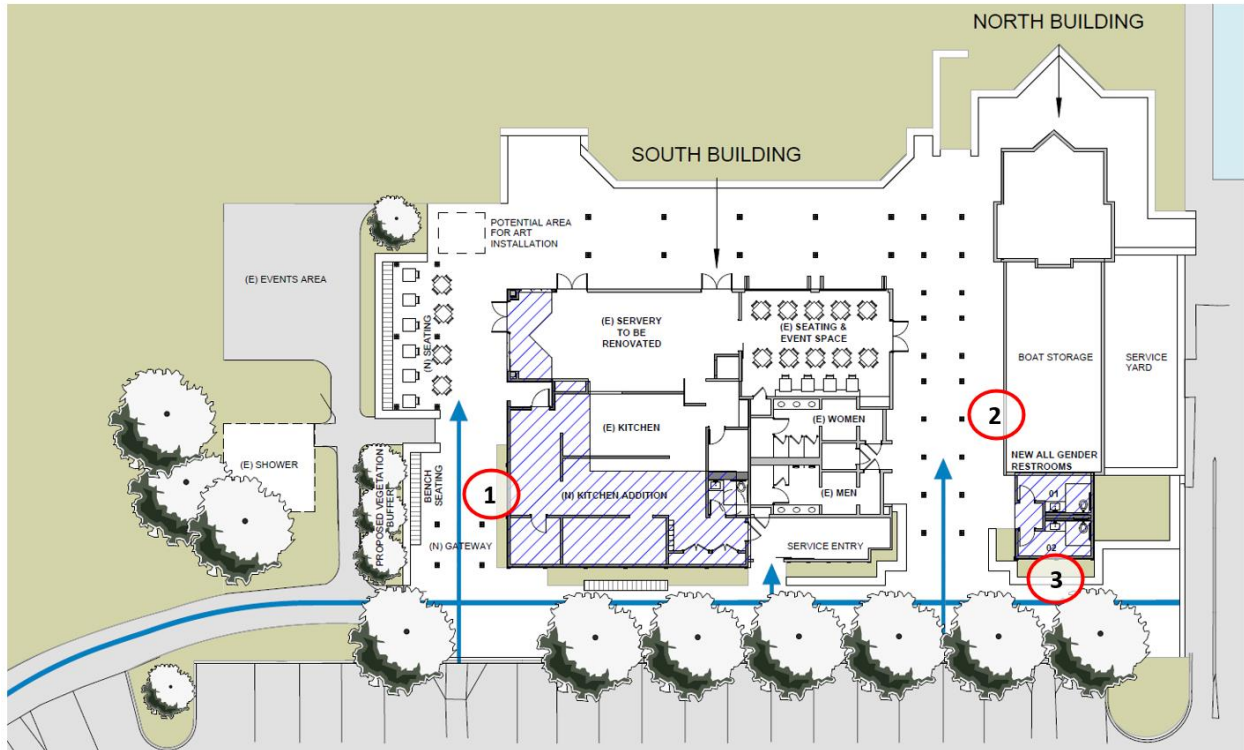 NORTH BUILDING
SOUTH BUILDING
POTENTIAL AREA
FOR ART
INSTALLATION
(E) EVENTS AREA
(N) SEATING
(E) SERVERY
TO BE
RENOVATED
(E) SEATING &
EVENT SPACE
BOAT STORAGE
SERVICE
YARD
2
(E) SHOWER
PROPOSED VEGETATION
BUFFER
BENCH
SEATING
1
(E) KITCHEN
(E) WOMEN
NEW ALL GENDER
RESTROOMS
(N) KITCHEN ADDITION
(E) MEN
01
(N) GATEWAY
SERVICE ENTRY
02
3